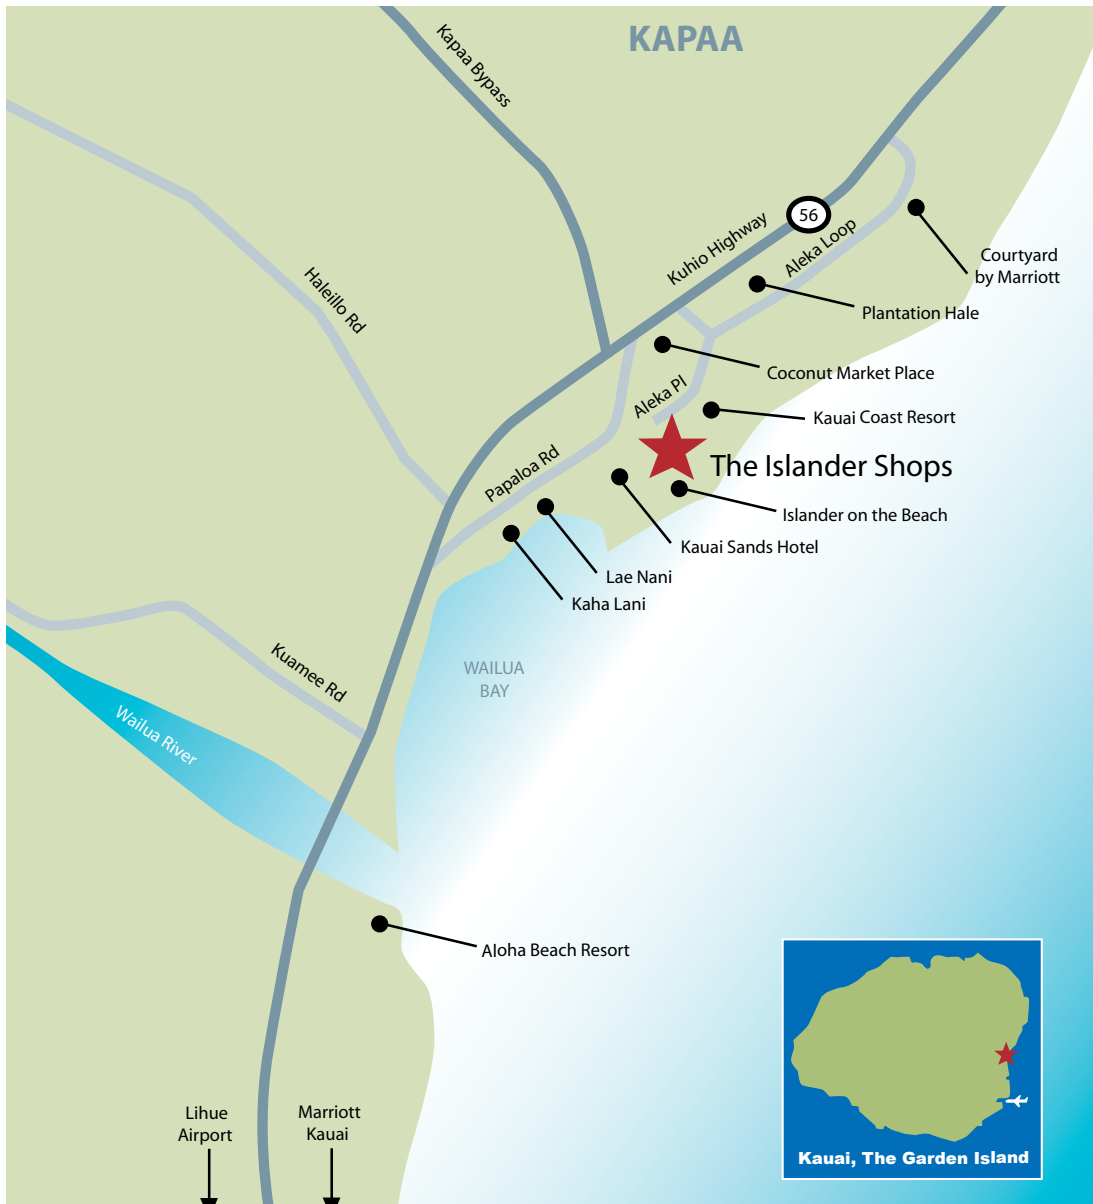 KAPAA
Kapaa Bypass
56
Kuhio Highway
Aleka Loop
Courtyard
by Marriott
Haleillo Rd
Plantation Hale
Coconut Market Place
Aleka Pl
Kauai Coast Resort
Papaloa Rd
The Islander Shops
Islander on the Beach
Kauai Sands Hotel
Lae Nani
Kaha Lani
Kuamee Rd
WAILUA
BAY
Wailua River
Aloha Beach Resort
Lihue
Airport
Marriott
Kauai
Kauai, The Garden Island